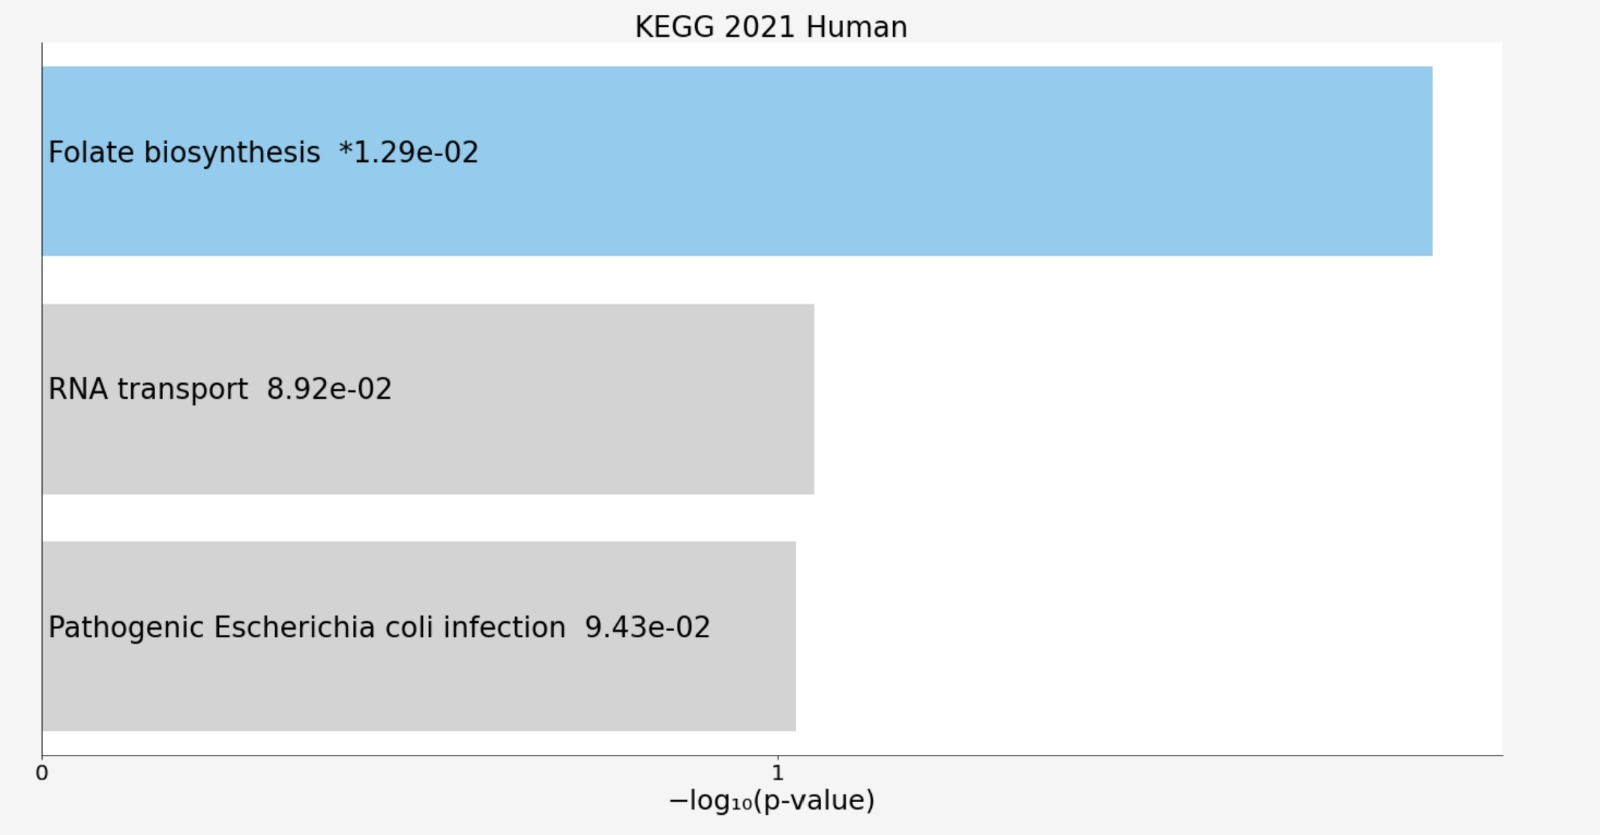 KEGG 2021 Human
Folate biosynthesis  *1.29e-02
RNA transport  8.92e-02
Pathogenic Escherichia coli infection  9.43e-02
0 1
−log₁₀(p-value)